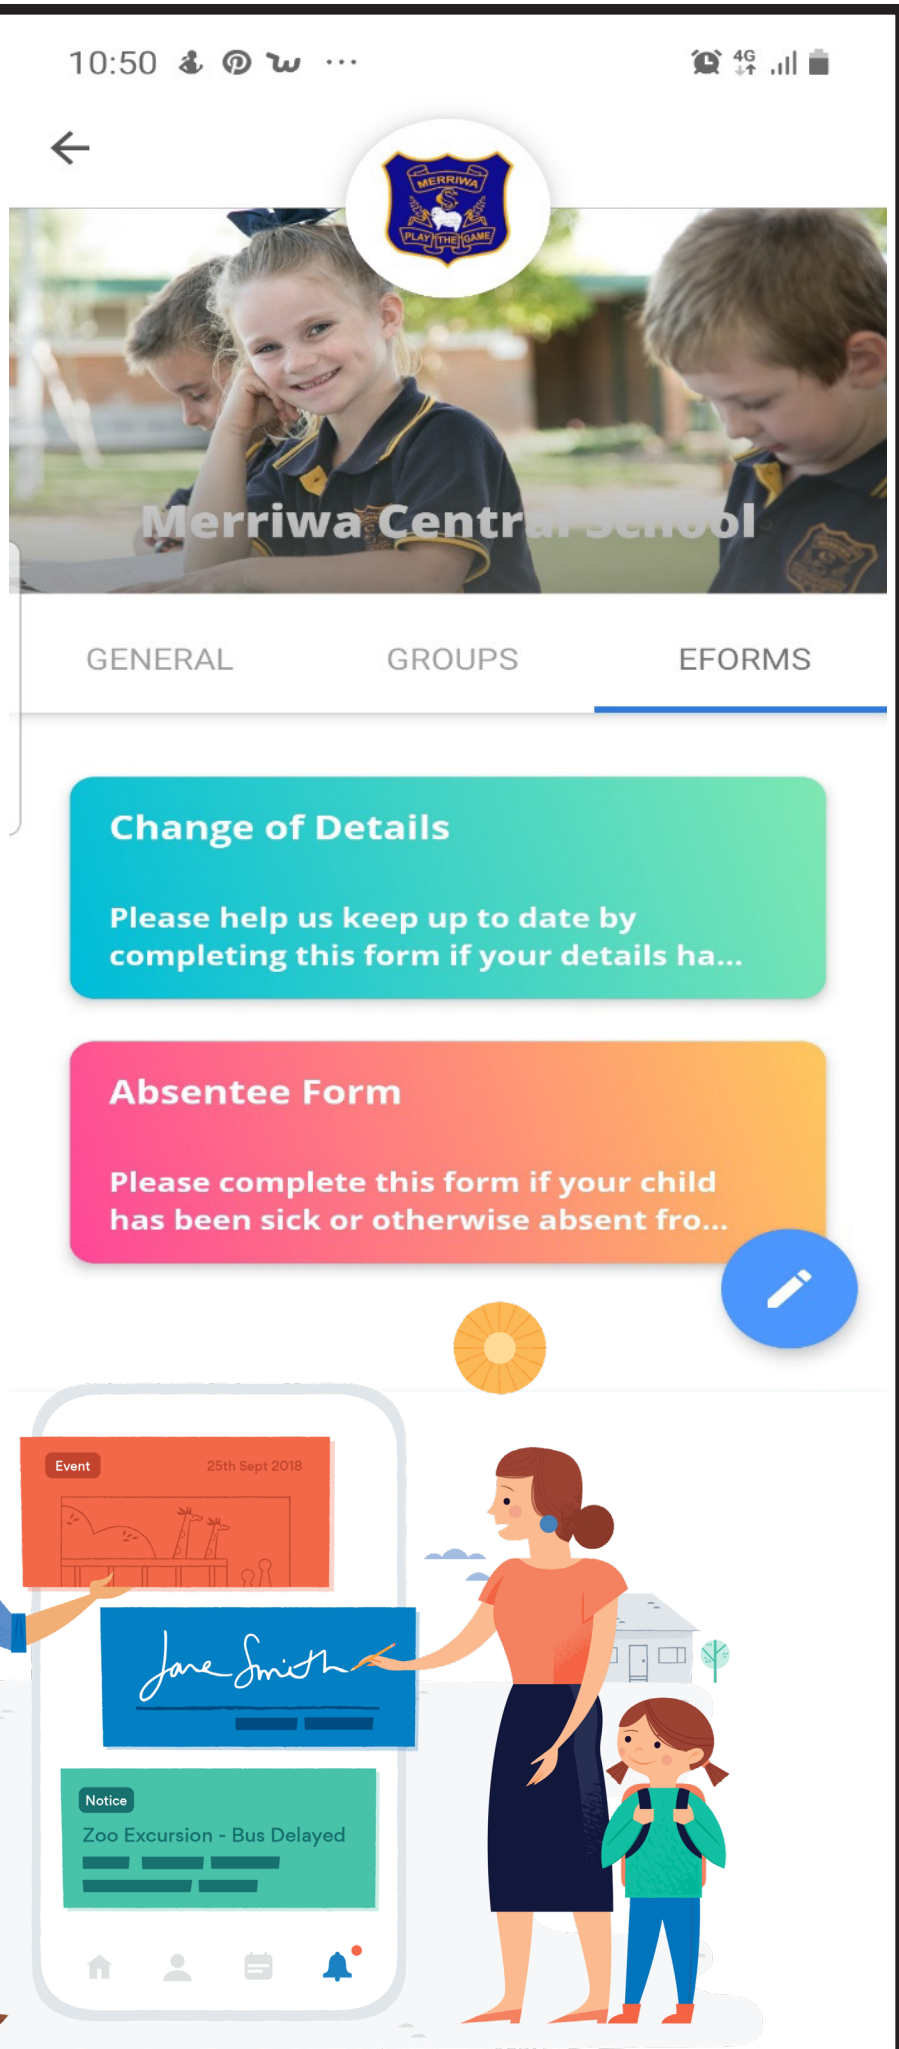 10:50
4G
MERRIWA
CS
PLAY THE GAME
Merriwa Central School
GENERAL GROUPS EFORMS
Change of Details
Please help us keep up to date by
completing this form if your details ha...
Absentee Form
Please complete this form if your child
has been sick or otherwise absent fro...
Event 25th Sept 2018
Jane Smith
Notice
Zoo Excursion - Bus Delayed